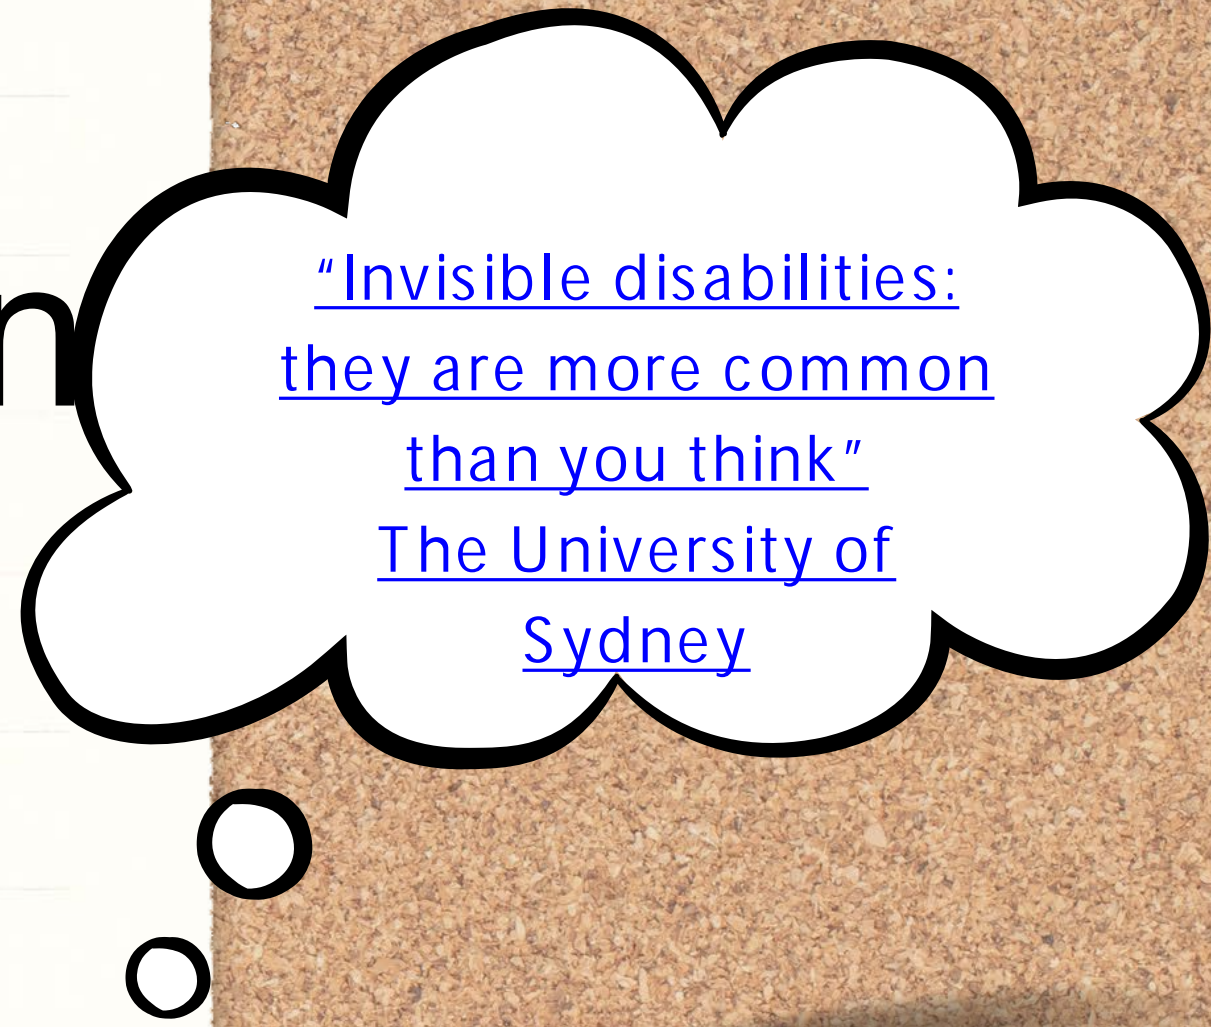 n
"Invisible disabilities:
they are more common
than you think"
The University of
Sydney